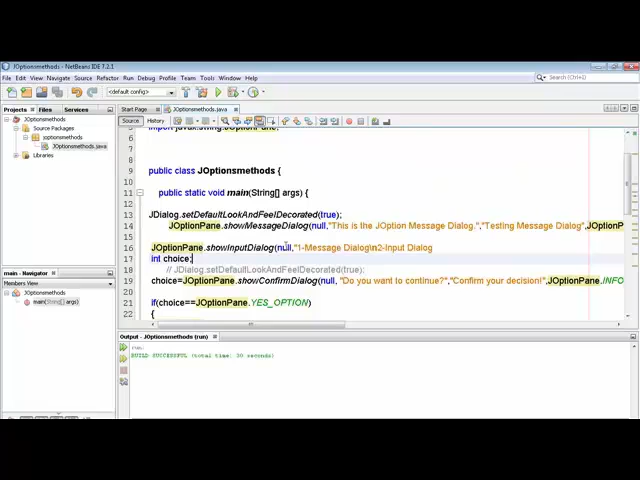 JOptionsmethods - NetBeans IDE 7.2.1
File Edit View Navigate Source Refactor Run Debug Profile Team Tools Window Help
Search (Ctrl+I)
<default config>
Projects Files Services
Start Page JOptionsmethods.java
Source History
JOptionsmethods
Source Packages
joptionsmethods
JOptionsmethods.java
Libraries
6
7
8
9 public class JOptionsmethods {
10
11 public static void main(String[] args) {
12
13 JDialog.setDefaultLookAndFeelDecorated(true);
14 JOptionPane.showMessageDialog(null,"This is the JOption Message Dialog.","Testing Message Dialog",JOptionP
15
16 JOptionPane.showInputDialog(null,"1-Message Dialog\n2-Input Dialog
17 int choice;
18 // JDialog.setDefaultLookAndFeelDecorated(true);
19 choice=JOptionPane.showConfirmDialog(null, "Do you want to continue?","Confirm your decision!",JOptionPane.INFO
20
21 if(choice==JOptionPane.YES_OPTION)
22 {
main - Navigator
Members View
JOptionsmethods
main(String[] args)
Output - JOptionsmethods (run)
run:
BUILD SUCCESSFUL (total time: 30 seconds)